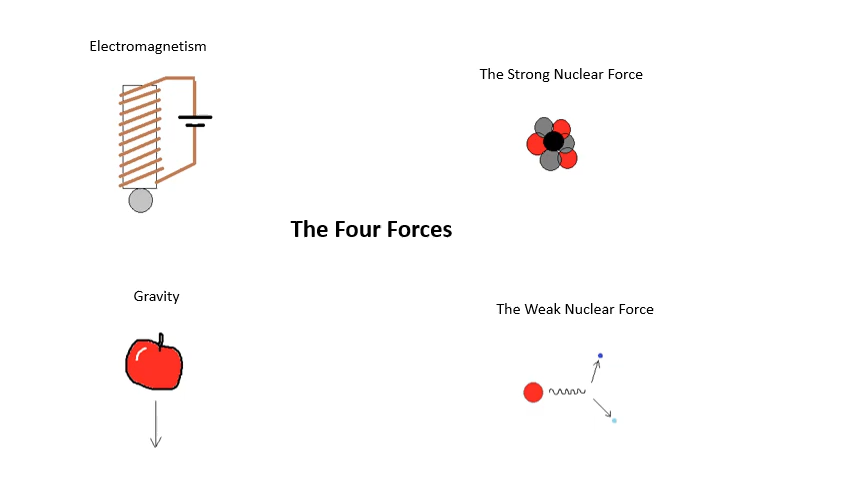 Electromagnetism
The Strong Nuclear Force
The Four Forces
Gravity
The Weak Nuclear Force